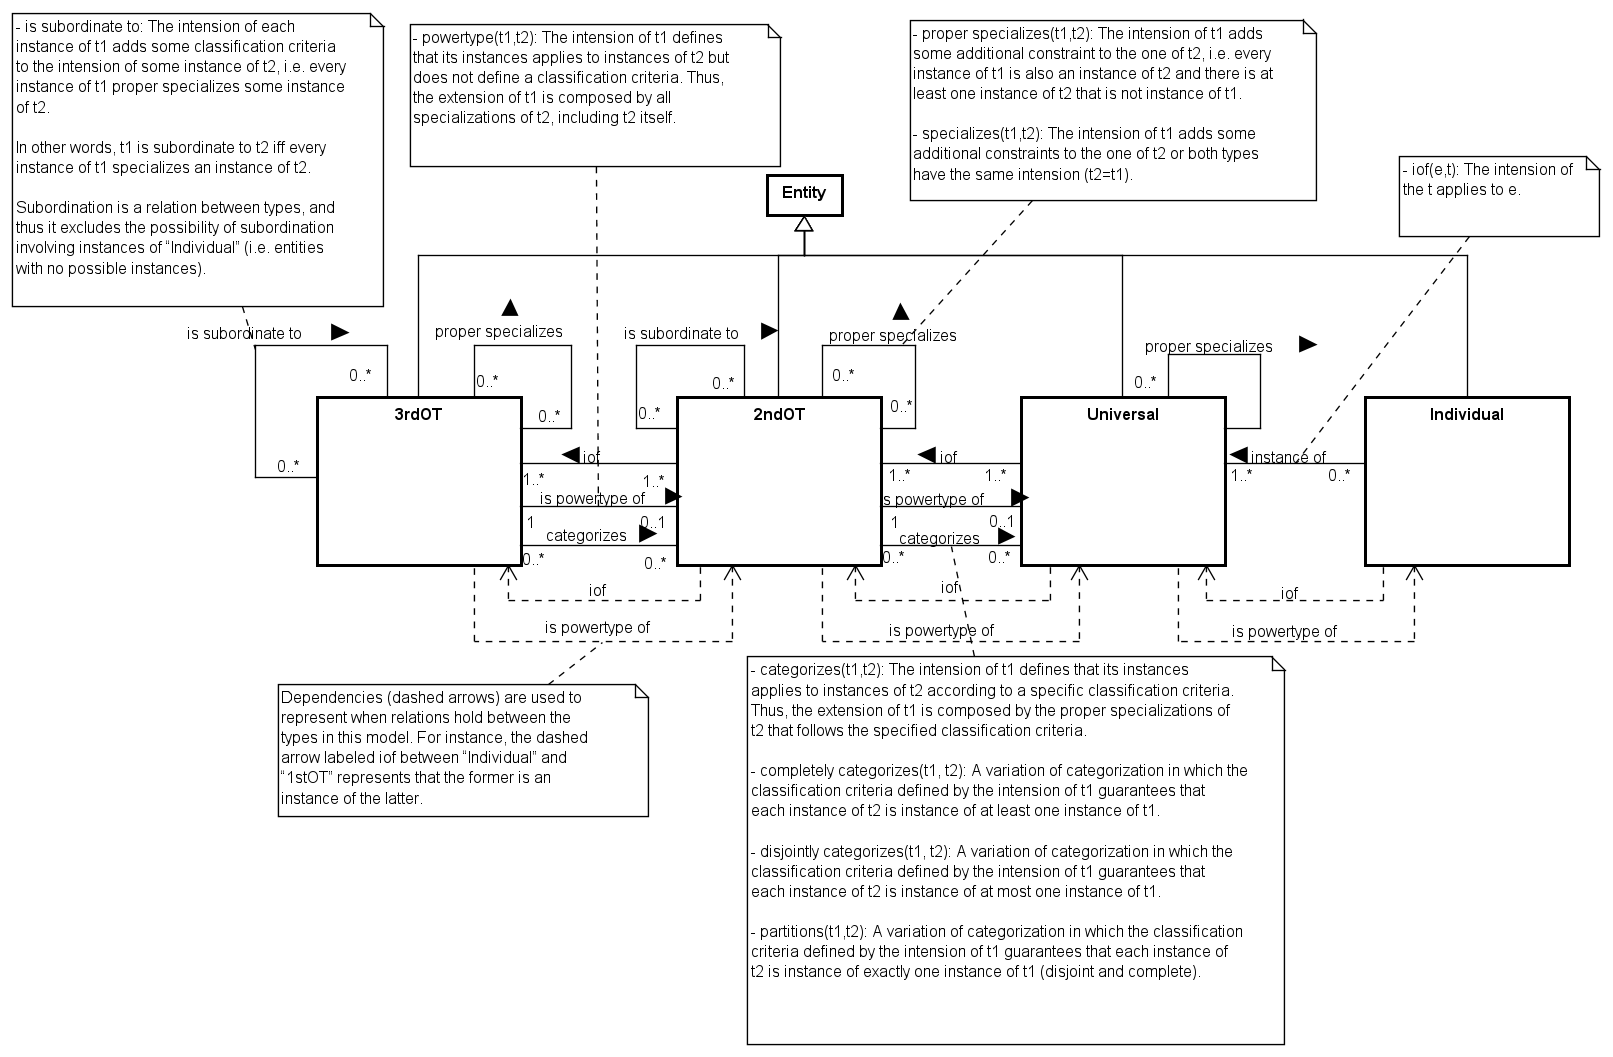 - is subordinate to: The intension of each
instance of t1 adds some classification criteria
to the intension of some instance of t2, i.e. every
instance of t1 proper specializes some instance
of t2.
In other words, t1 is subordinate to t2 iff every
instance of t1 specializes an instance of t2.
Subordination is a relation between types, and
thus it excludes the possibility of subordination
involving instances of “Individual” (i.e. entities
with no possible instances).
- powertype(t1,t2): The intension of t1 defines
that its instances applies to instances of t2 but
does not define a classification criteria. Thus,
the extension of t1 is composed by all
specializations of t2, including t2 itself.
- proper specializes(t1,t2): The intension of t1 adds
some additional constraint to the one of t2, i.e. every
instance of t1 is also an instance of t2 and there is at
least one instance of t2 that is not instance of t1.
- specializes(t1,t2): The intension of t1 adds some
additional constraints to the one of t2 or both types
have the same intension (t2=t1).
- iof(e,t): The intension of
the t applies to e.
Entity
is subordinate to
proper specializes
is subordinate to
proper specializes
proper specializes
0..*
0..*
0..*
0..*
0..*
0..*
0..*
0..*
0..*
3rdOT
2ndOT
Universal
Individual
iof
1..*
1..*
is powertype of
1
0..1
categorizes
0..*
0..*
iof
1..*
1..*
is powertype of
1
0..1
categorizes
0..*
0..*
instance of
1..*
0..*
iof
is powertype of
iof
is powertype of
iof
is powertype of
Dependencies (dashed arrows) are used to
represent when relations hold between the
types in this model. For instance, the dashed
arrow labeled iof between “Individual” and
“1stOT” represents that the former is an
instance of the latter.
- categorizes(t1,t2): The intension of t1 defines that its instances
applies to instances of t2 according to a specific classification criteria.
Thus, the extension of t1 is composed by the proper specializations of
t2 that follows the specified classification criteria.
- completely categorizes(t1, t2): A variation of categorization in which the
classification criteria defined by the intension of t1 guarantees that
each instance of t2 is instance of at least one instance of t1.
- disjointly categorizes(t1, t2): A variation of categorization in which the
classification criteria defined by the intension of t1 guarantees that
each instance of t2 is instance of at most one instance of t1.
- partitions(t1,t2): A variation of categorization in which the classification
criteria defined by the intension of t1 guarantees that each instance of
t2 is instance of exactly one instance of t1 (disjoint and complete).